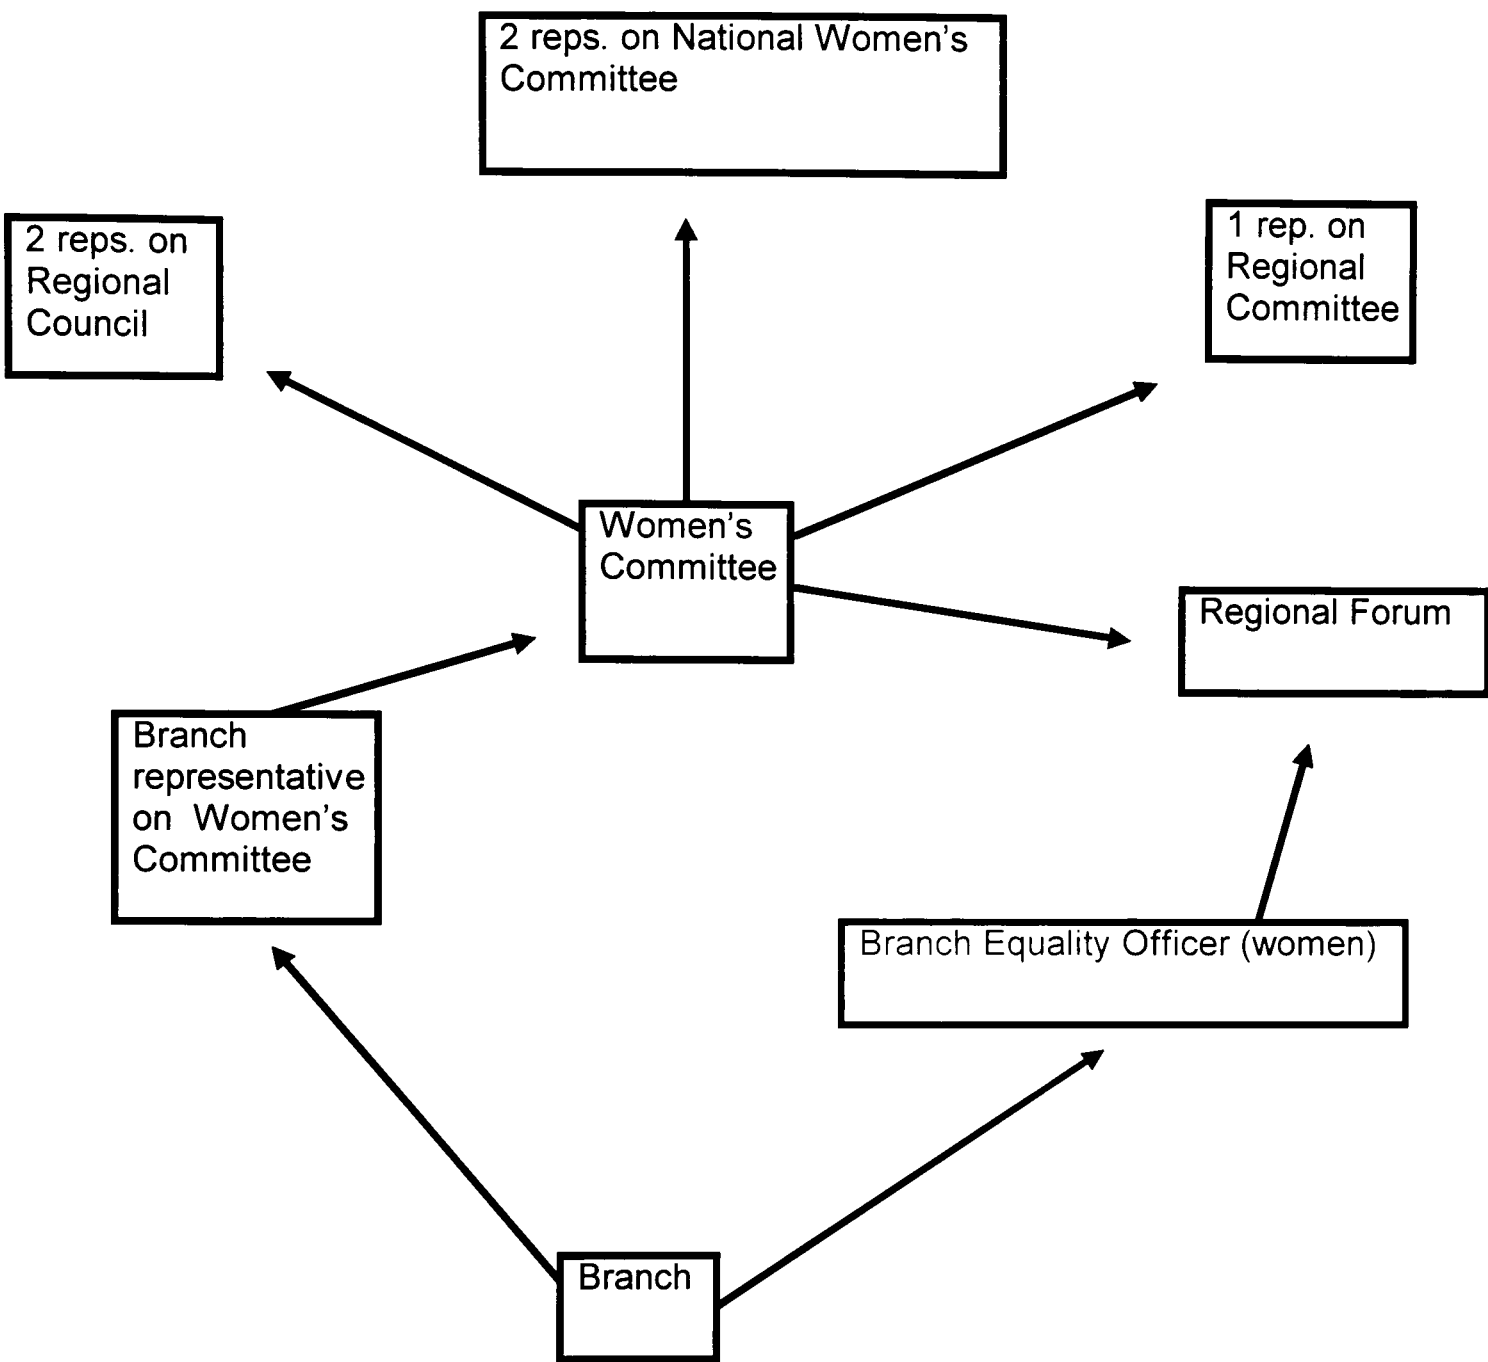 2 reps. on National Women's
Committee
2 reps. on
Regional
Council
1 rep. on
Regional
Committee
Women's
Committee
Regional Forum
Branch
representative
on Women's
Committee
Branch Equality Officer (women)
Branch